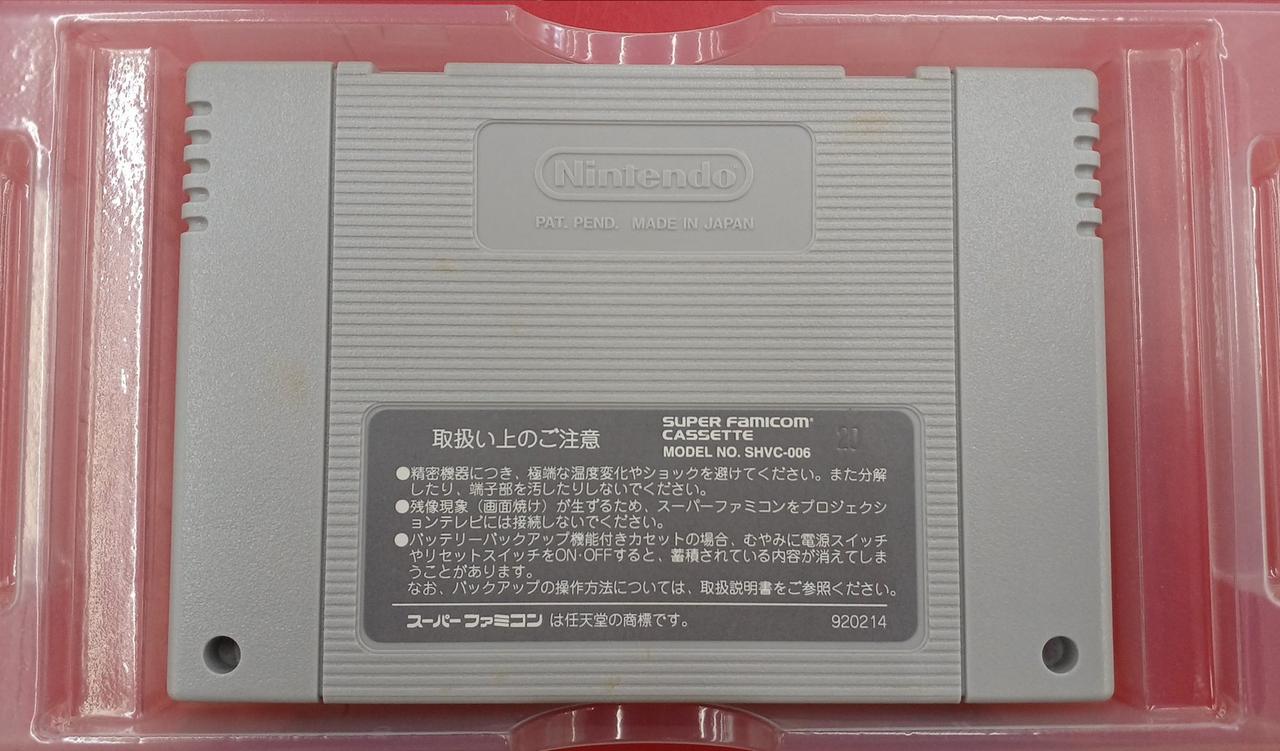 Nintendo
PAT. PEND. MADE IN JAPAN
取扱い上のご注意
SUPER FAMICOM®
CASSETTE
MODEL NO. SHVC-006
20
●精密機器につき、極端な温度変化やショックを避けてください。また分解
したり、端子部を汚したりしないでください。
●残像現象（画面焼け）が生ずるため、スーパーファミコンをプロジェクシ
ョンテレビには接続しないでください。
●バッテリーバックアップ機能付きカセットの場合、むやみに電源スイッチ
やリセットスイッチをON·OFFすると、蓄積されている内容が消えてしま
うことがあります。
なお、バックアップの操作方法については、取扱説明書をご参照ください。
スーパーファミコン は任天堂の商標です。
920214